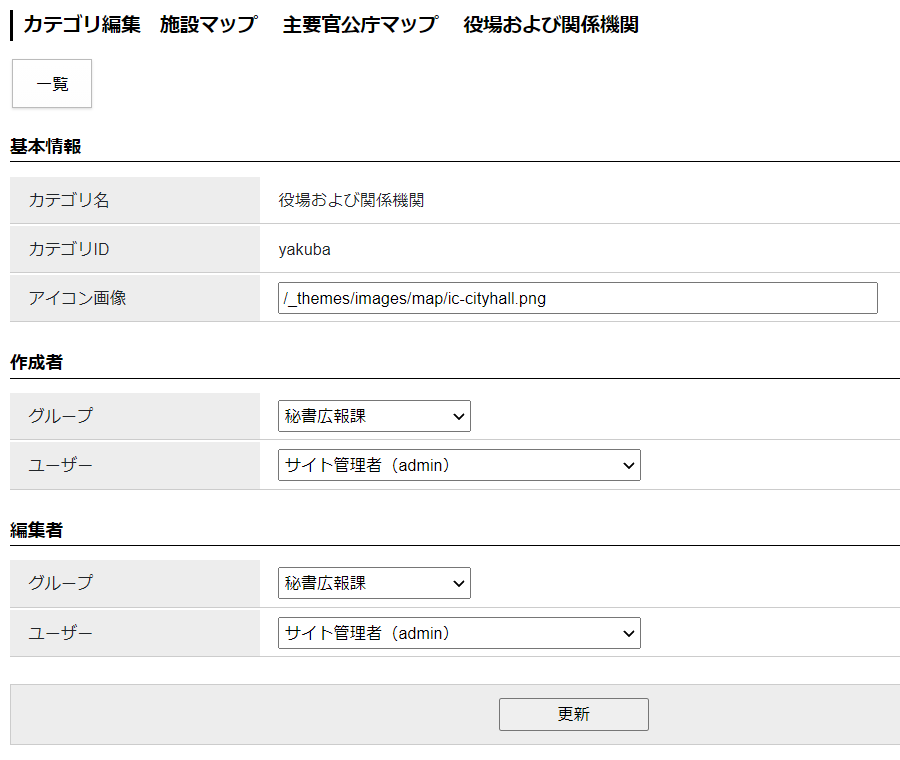 カテゴリ編集　施設マップ　主要官公庁マップ　役場および関係機関
一覧
基本情報
カテゴリ名 役場および関係機関
カテゴリID yakuba
アイコン画像 /_themes/images/map/ic-cityhall.png
作成者
グループ 秘書広報課
ユーザー サイト管理者（admin）
編集者
グループ 秘書広報課
ユーザー サイト管理者（admin）
更新